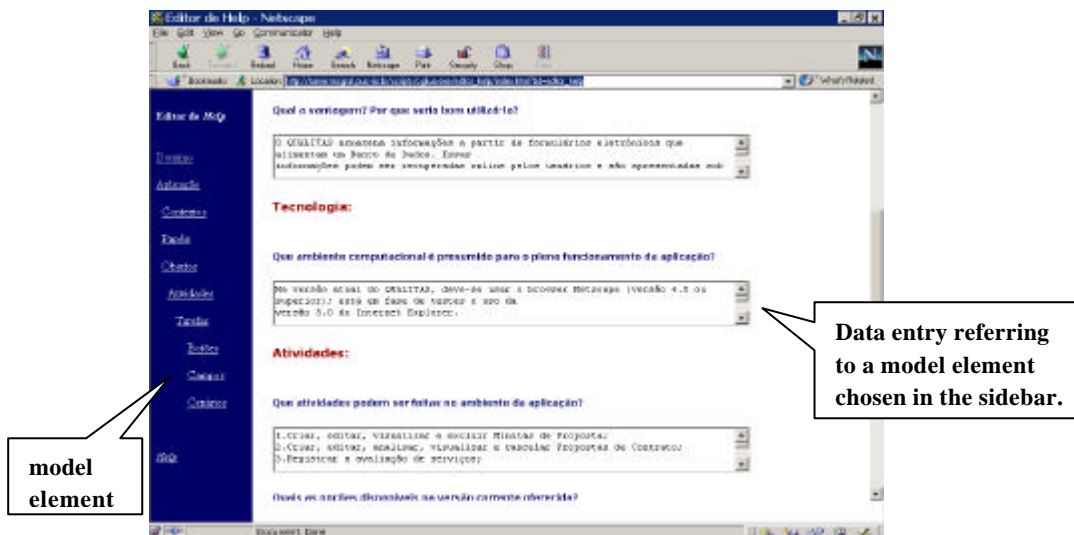 Editor de Help - Netscape
File Edit View Go Communicator Help
Back Reload Home Search Netscape Print Security Shop
Bookmarks Location: What's Related
Editor de Help
Domínio
Aplicação
Contextos
Papéis
Objetos
Atividades
Tarefas
Botões
Campos
Cenários
Help
Qual a vantagem? Por que seria bom utilizá-la?
O QUALITAS armazena informações a partir de formulários eletrônicos que
alimentam um Banco de Dados. Essas
informações podem ser recuperadas online pelos usuários e são apresentadas sob
Tecnologia:
Que ambiente computacional é presumido para o pleno funcionamento da aplicação?
Na versão atual do QUALITAS, deve-se usar o browser Netscape (versão 4.5 ou
superior); está em fase de testes o uso da
versão 5.0 do Internet Explorer.
Atividades:
Que atividades podem ser feitas no ambiente da aplicação?
1.Criar, editar, visualizar e excluir Minutas de Proposta;
2.Criar, editar, analisar, visualizar e cancelar Propostas de Contrato;
3.Registrar a avaliação de serviços;
Quais as opções disponíveis na versão corrente oferecida?
Document: Done
model
element
Data entry referring
to a model element
chosen in the sidebar.